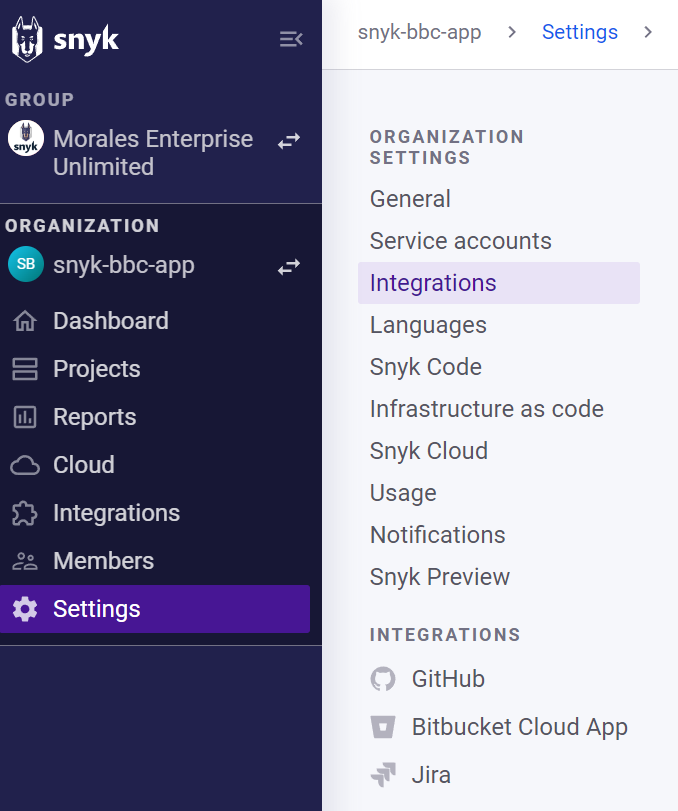 snyk
GROUP
snyk
Morales Enterprise
Unlimited
ORGANIZATION
SB
snyk-bbc-app
Dashboard
Projects
Reports
Cloud
Integrations
Members
Settings
snyk-bbc-app > Settings >
ORGANIZATION
SETTINGS
General
Service accounts
Integrations
Languages
Snyk Code
Infrastructure as code
Snyk Cloud
Usage
Notifications
Snyk Preview
INTEGRATIONS
GitHub
Bitbucket Cloud App
Jira